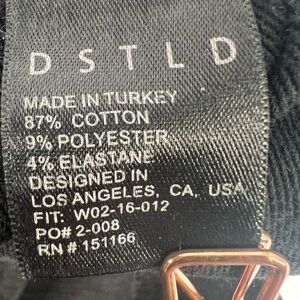 DSTLD
MADE IN TURKEY
87% COTTON
9% POLYESTER
4% ELASTANE
DESIGNED IN
LOS ANGELES, CA, USA
FIT: W02-16-012
PO# 2-008
RN # 151166